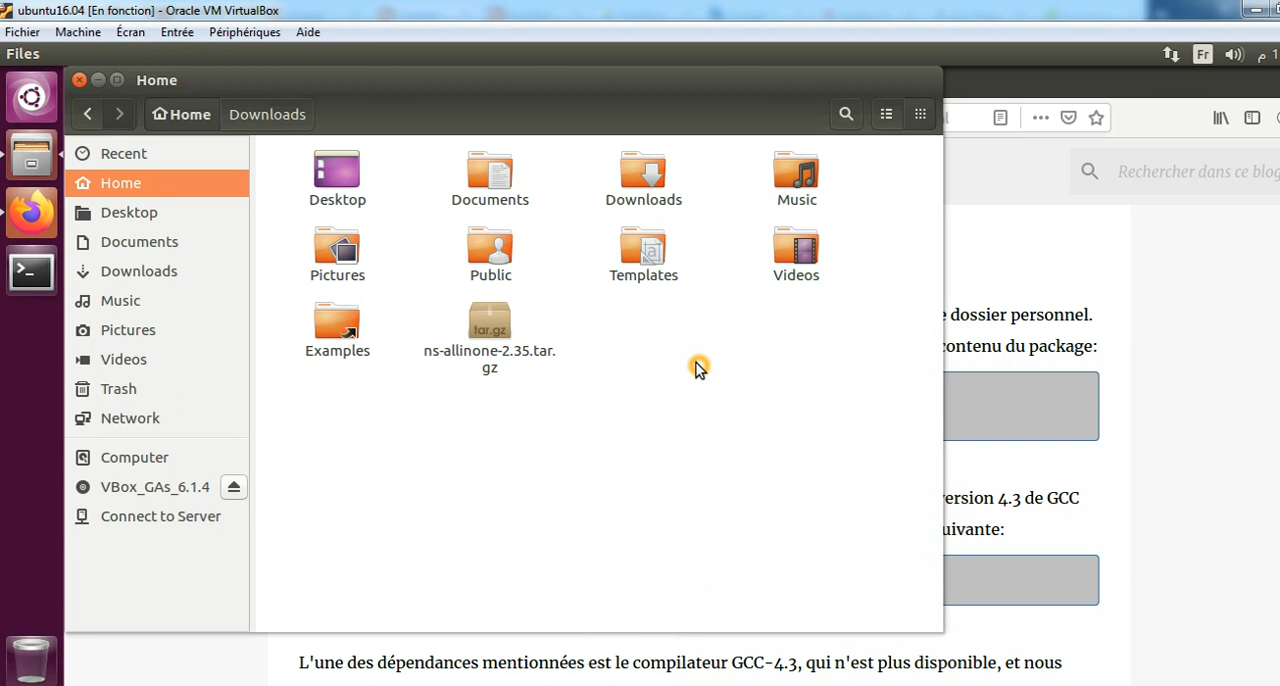 ubuntu16.04 [En fonction] - Oracle VM VirtualBox
Fichier Machine Écran Entrée Périphériques Aide
Files
Fr
م 1
Home
Home Downloads
Recent
Home
Desktop
Documents
Downloads
Music
Pictures
Videos
Trash
Network
Computer
VBox_GAs_6.1.4
Connect to Server
Desktop
Documents
Downloads
Music
Pictures
Public
Templates
Videos
Examples
tar.gz
ns-allinone-2.35.tar.
gz
Rechercher dans ce blog
dossier personnel.
contenu du package:
version 4.3 de GCC
uivante:
L'une des dépendances mentionnées est le compilateur GCC-4.3, qui n'est plus disponible, et nous